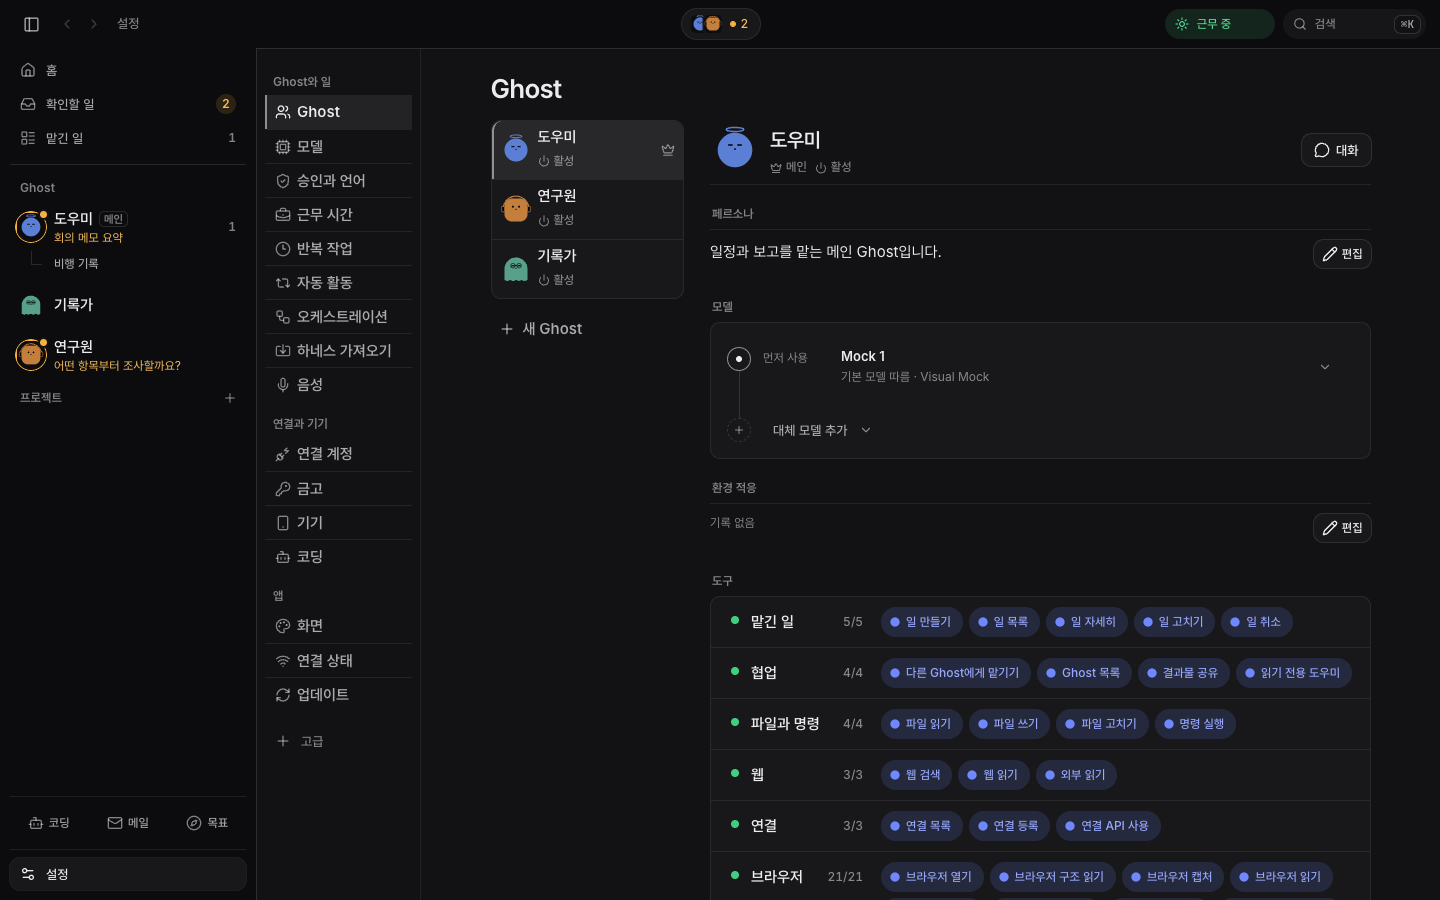 설정
2
근무 중
검색
⌘K
홈
확인할 일
2
맡긴 일
1
Ghost
도우미 메인
회의 메모 요약
1
비행 기록
기록가
연구원
어떤 항목부터 조사할까요?
프로젝트
코딩
메일
목표
설정
Ghost와 일
Ghost
모델
승인과 언어
근무 시간
반복 작업
자동 활동
오케스트레이션
하네스 가져오기
음성
연결과 기기
연결 계정
금고
기기
코딩
앱
화면
연결 상태
업데이트
고급
Ghost
도우미
활성
연구원
활성
기록가
활성
새 Ghost
도우미
메인 활성
대화
페르소나
일정과 보고를 맡는 메인 Ghost입니다.
편집
모델
먼저 사용
Mock 1
기본 모델 따름 · Visual Mock
대체 모델 추가
환경 적응
기록 없음
편집
도구
맡긴 일 5/5 일 만들기 일 목록 일 자세히 일 고치기 일 취소
협업 4/4 다른 Ghost에게 맡기기 Ghost 목록 결과물 공유 읽기 전용 도우미
파일과 명령 4/4 파일 읽기 파일 쓰기 파일 고치기 명령 실행
웹 3/3 웹 검색 웹 읽기 외부 읽기
연결 3/3 연결 목록 연결 등록 연결 API 사용
브라우저 21/21 브라우저 열기 브라우저 구조 읽기 브라우저 캡처 브라우저 읽기